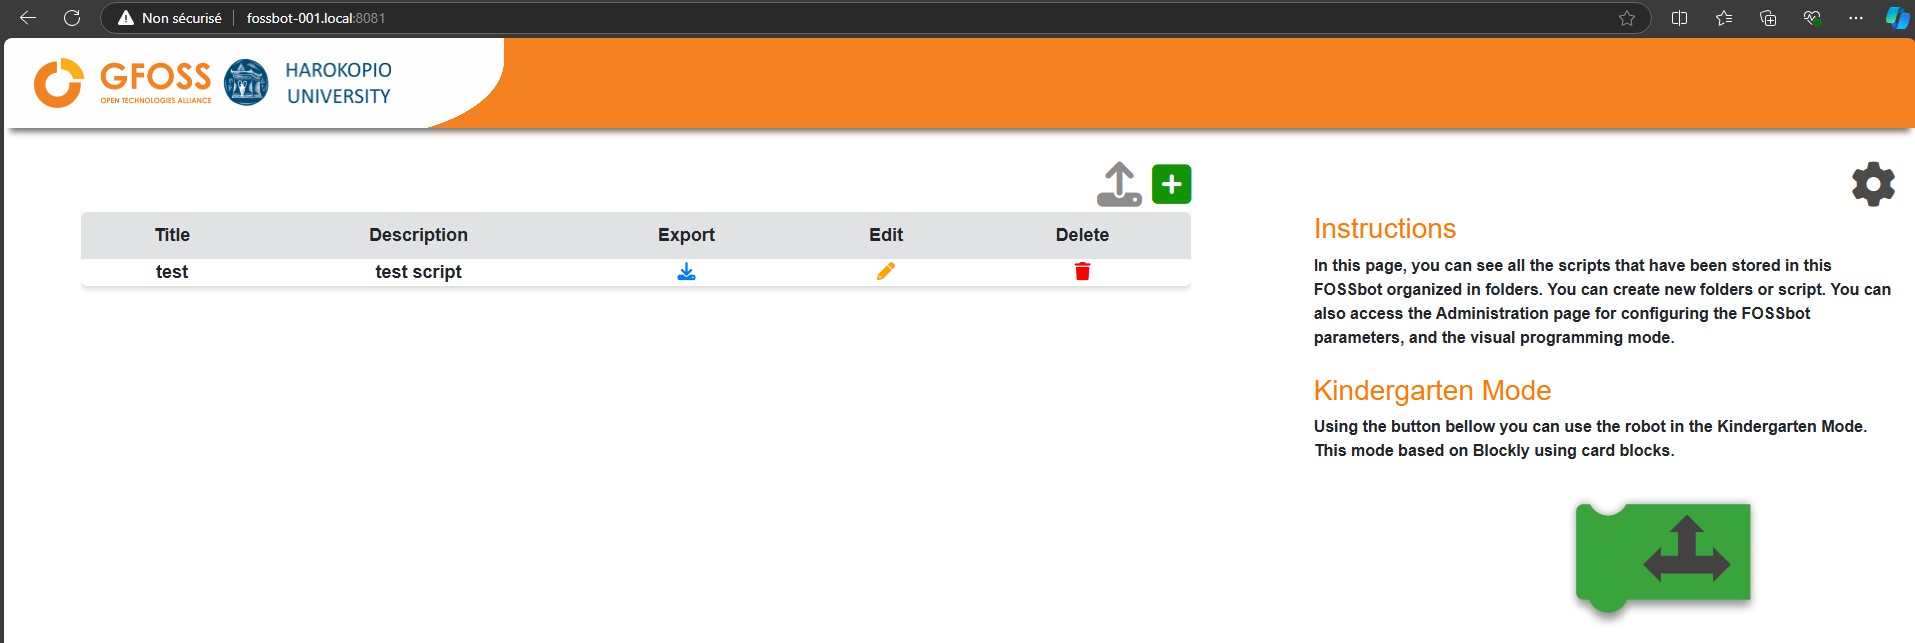 Non sécurisé fossbot-001.local:8081
GFOSS
OPEN TECHNOLOGIES ALLIANCE
HAROKOPIO
UNIVERSITY
Title Description Export Edit Delete
test test script
Instructions
In this page, you can see all the scripts that have been stored in this
FOSSbot organized in folders. You can create new folders or script. You can
also access the Administration page for configuring the FOSSbot
parameters, and the visual programming mode.
Kindergarten Mode
Using the button bellow you can use the robot in the Kindergarten Mode.
This mode based on Blockly using card blocks.